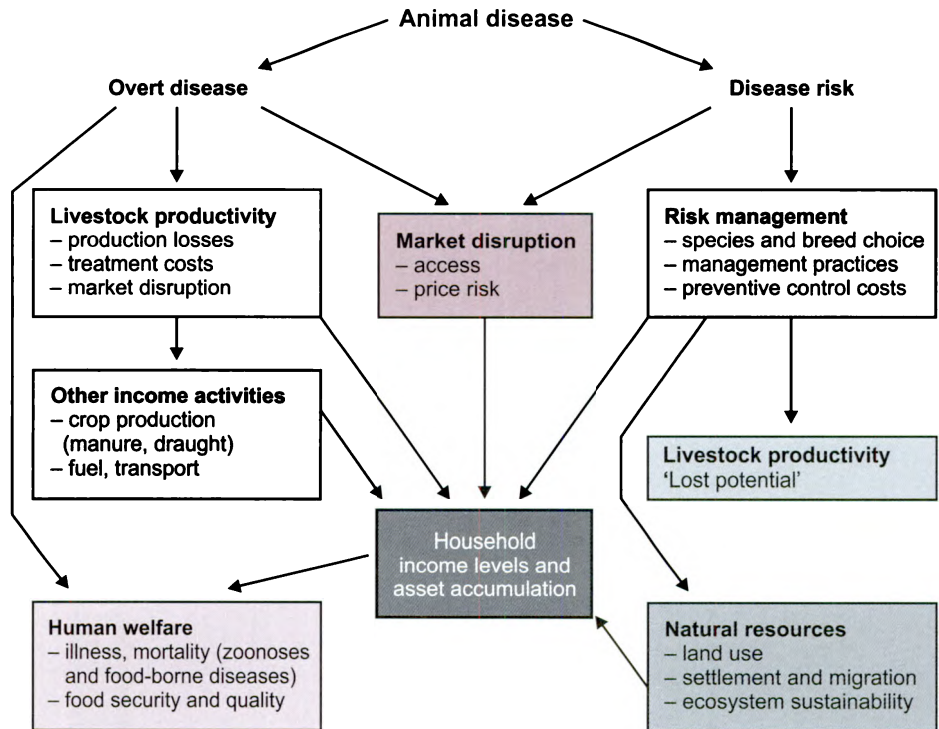 Animal disease
Overt disease
Disease risk
Livestock productivity
– production losses
– treatment costs
– market disruption
Market disruption
– access
– price risk
Risk management
– species and breed choice
– management practices
– preventive control costs
Other income activities
– crop production
(manure, draught)
– fuel, transport
Livestock productivity
‘Lost potential’
Household
income levels and
asset accumulation
Human welfare
– illness, mortality (zoonoses
and food-borne diseases)
– food security and quality
Natural resources
– land use
– settlement and migration
– ecosystem sustainability